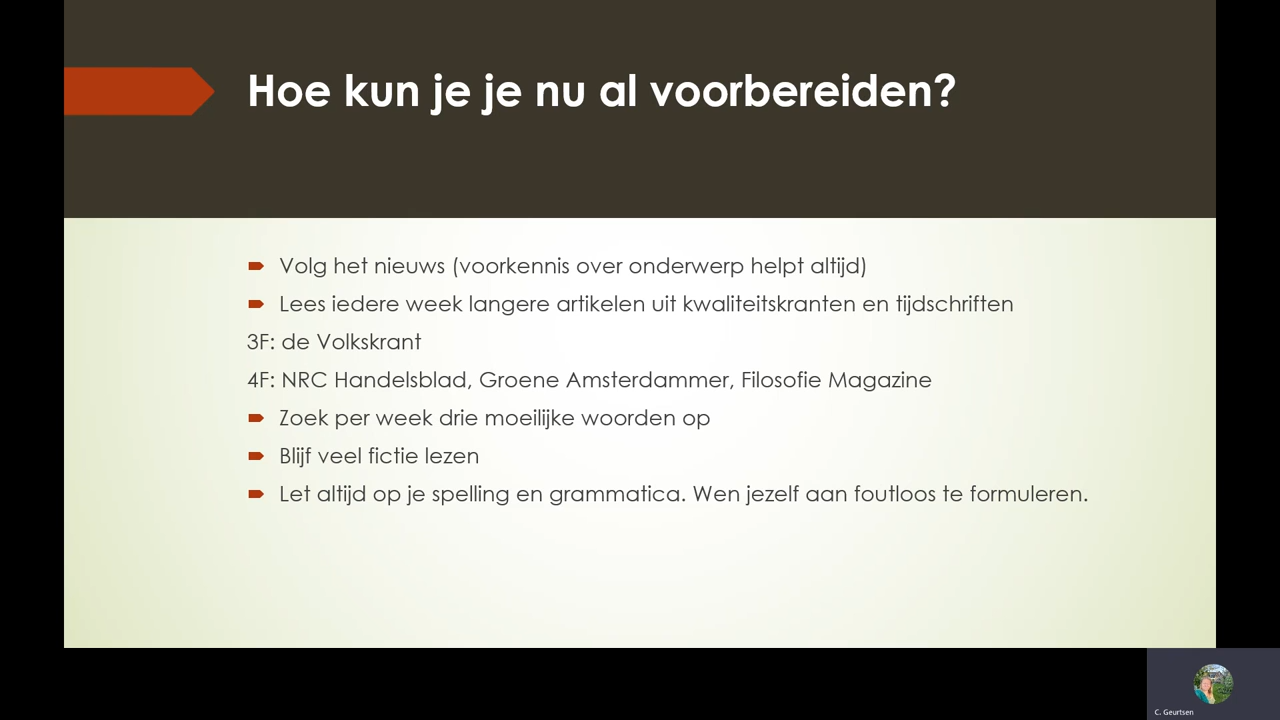 Hoe kun je je nu al voorbereiden?
Volg het nieuws (voorkennis over onderwerp helpt altijd)
Lees iedere week langere artikelen uit kwaliteitskranten en tijdschriften
3F: de Volkskrant
4F: NRC Handelsblad, Groene Amsterdammer, Filosofie Magazine
Zoek per week drie moeilijke woorden op
Blijf veel fictie lezen
Let altijd op je spelling en grammatica. Wen jezelf aan foutloos te formuleren.
C. Geurtsen